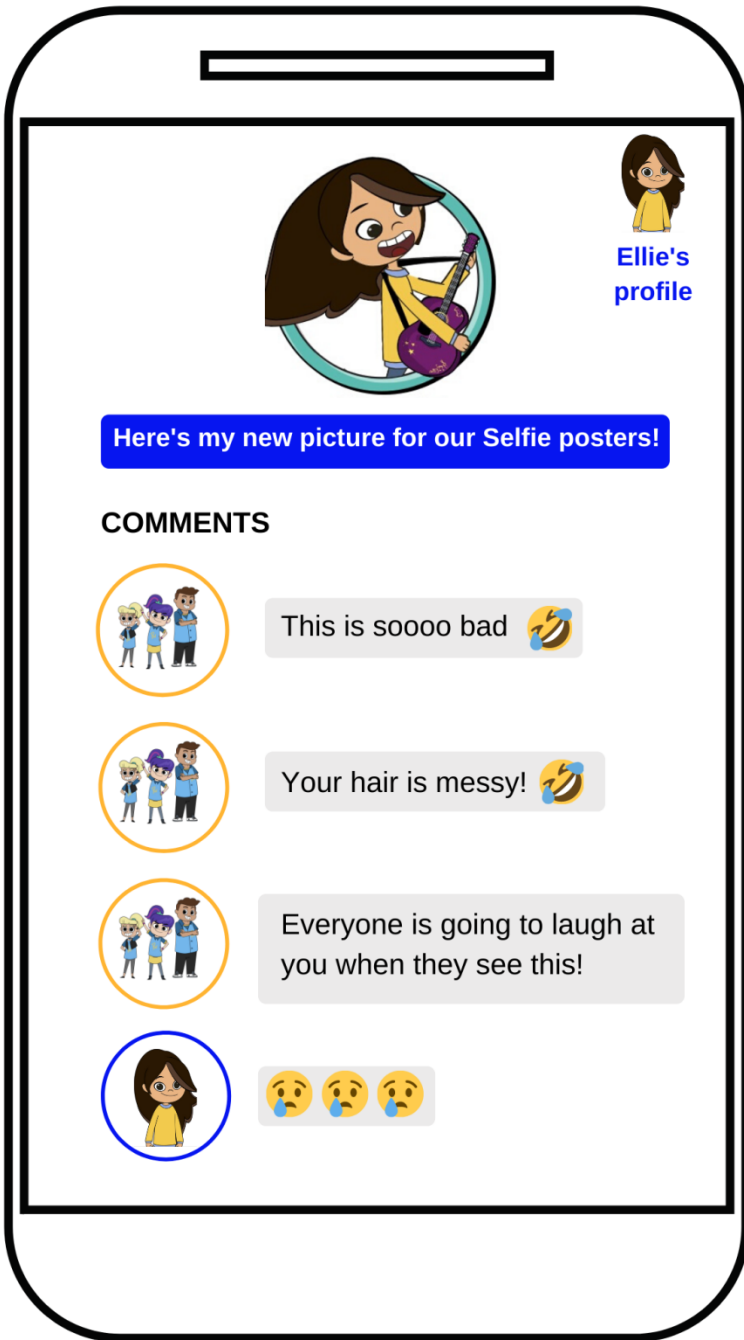 Ellie's
profile
Here's my new picture for our Selfie posters!
COMMENTS
This is soooo bad 🤣
Your hair is messy! 🤣
Everyone is going to laugh at
you when they see this!
😢😢😢